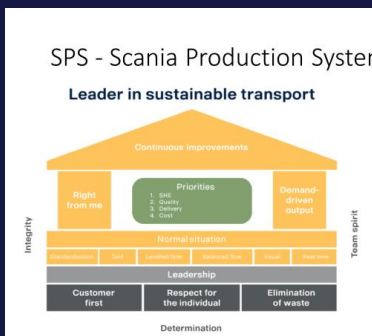 SPS - Scania Production System
Leader in sustainable transport
Continuous improvements
Right
from me
Priorities
1. SHE
2. Quality
3. Delivery
4. Cost
Demand-
driven
output
Integrity
Team spirit
Normal situation
Standardisation Takt Levelled flow Balanced flow Visual Real time
Leadership
Customer
first
Respect for
the individual
Elimination
of waste
Determination